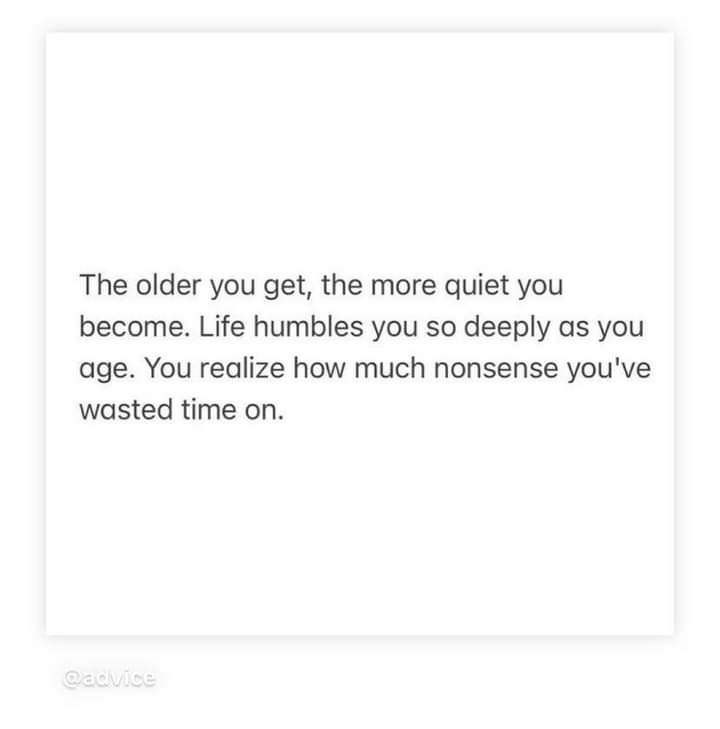 The older you get, the more quiet you
become. Life humbles you so deeply as you
age. You realize how much nonsense you've
wasted time on.
@advice